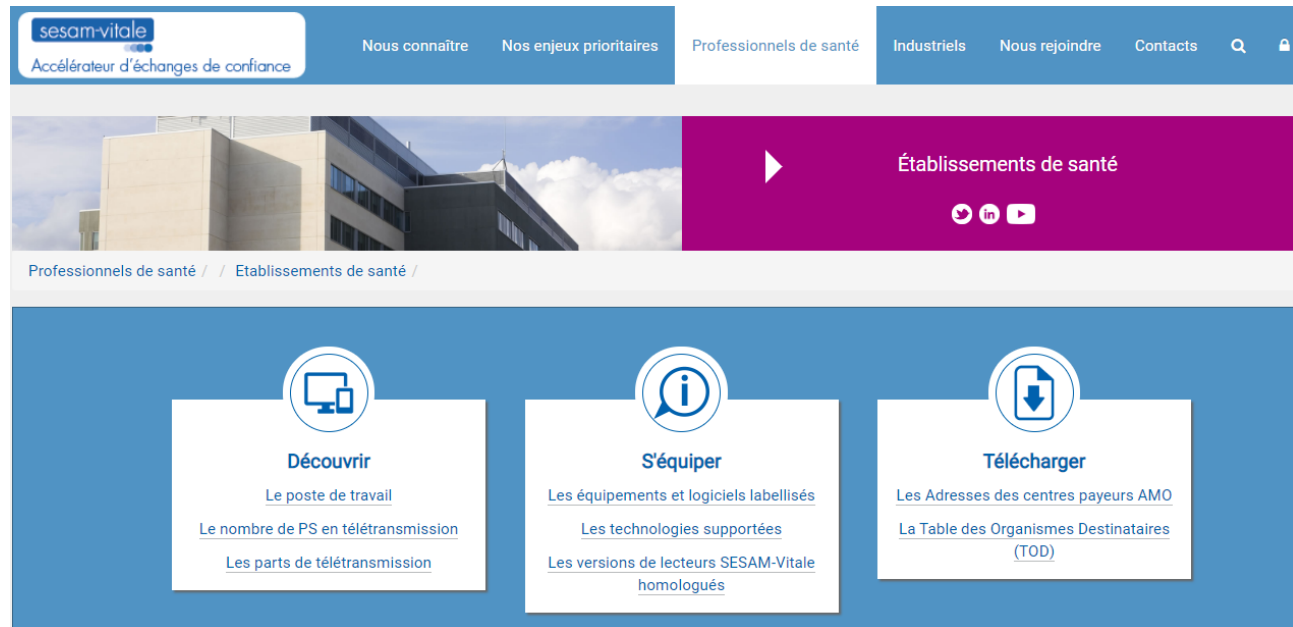 sesam-vitale
Accélérateur d'échanges de confiance
Nous connaître
Nos enjeux prioritaires
Professionnels de santé
Industriels
Nous rejoindre
Contacts
Établissements de santé
in
Professionnels de santé / / Etablissements de santé /
Découvrir
Le poste de travail
Le nombre de PS en télétransmission
Les parts de télétransmission
S'équiper
Les équipements et logiciels labellisés
Les technologies supportées
Les versions de lecteurs SESAM-Vitale
homologués
Télécharger
Les Adresses des centres payeurs AMO
La Table des Organismes Destinataires
(TOD)